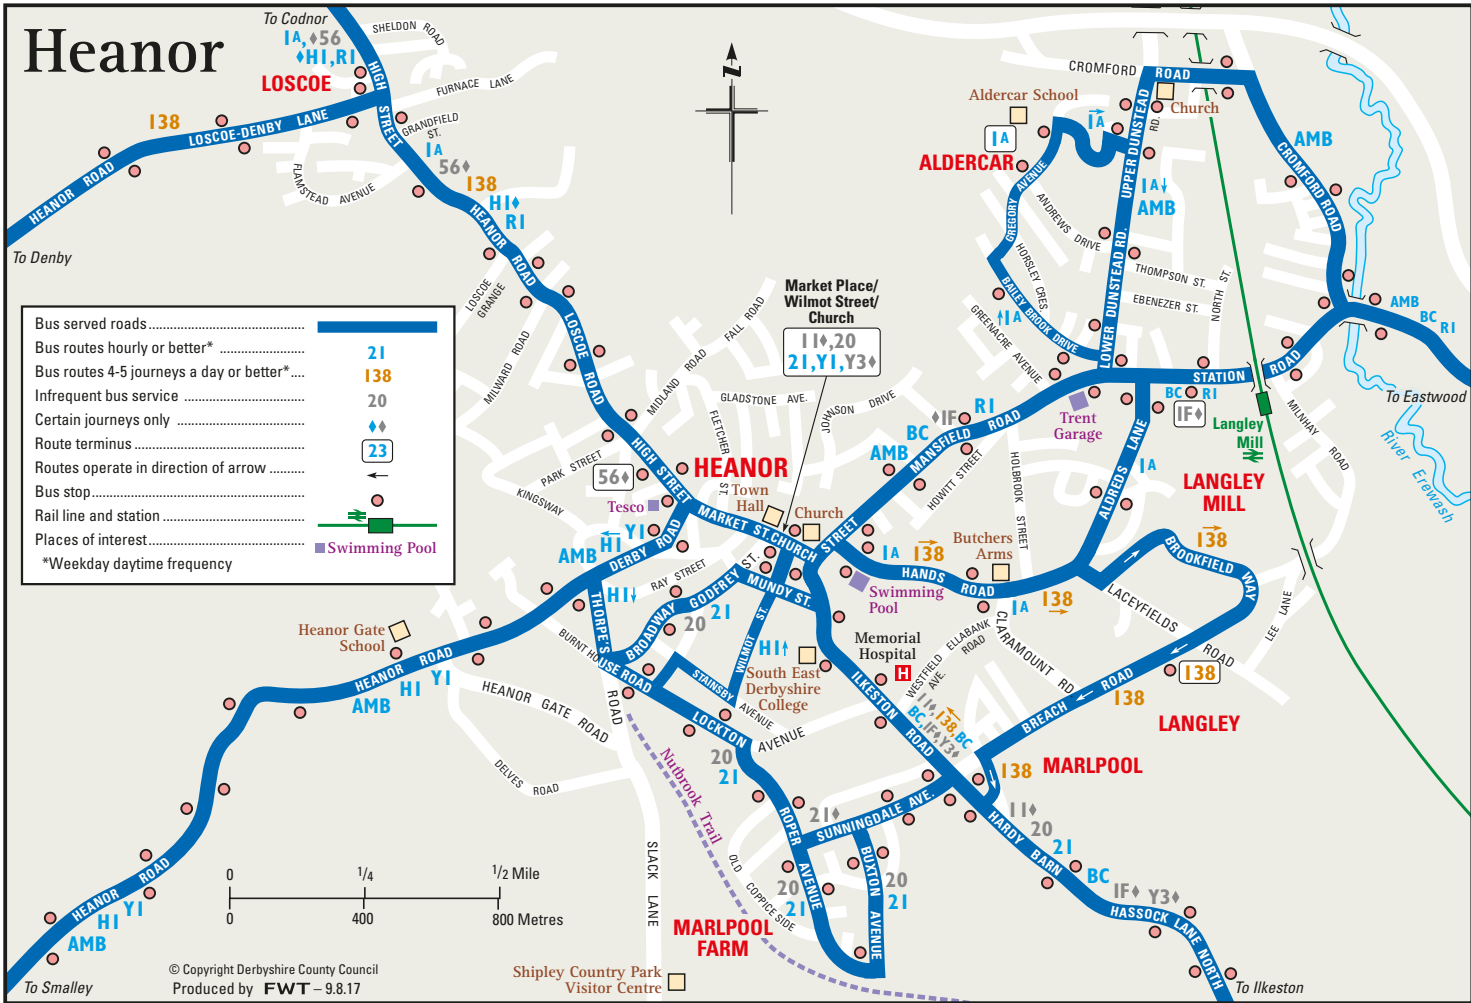 Heanor
To Codnor
1A, ♦56
♦H1, R1
LOSCOE
SHELDON ROAD
FURNACE LANE
HIGH STREET
GRANDFIELD ST.
138
LOSCOE-DENBY LANE
HEANOR ROAD
To Denby
FLAMSTEAD AVENUE
1A
56♦
138
H1♦
R1
HEANOR ROAD
LOSCOE GRANGE
LOSCOE ROAD
MILWARD ROAD
MIDLAND ROAD
FALL ROAD
GLADSTONE AVE.
FLETCHER ST.
JOHNSON DRIVE
PARK STREET
KINGSWAY
HIGH STREET
56♦
Tesco
HEANOR
Town Hall
Church
MARKET ST.
CHURCH STREET
Market Place/
Wilmot Street/
Church
11♦,20
21,Y1,Y3♦
N
Bus served roads
Bus routes hourly or better* 21
Bus routes 4-5 journeys a day or better* 138
Infrequent bus service 20
Certain journeys only ♦♦
Route terminus 23
Routes operate in direction of arrow ←
Bus stop
Rail line and station
Places of interest Swimming Pool
*Weekday daytime frequency
CROMFORD ROAD
Church
Aldercar School
1A
ALDERCAR
1A
UPPER DUNSTEAD RD.
1A↓
AMB
AMB
CROMFORD ROAD
GREGORY AVENUE
ANDREWS DRIVE
HORSLEY CRES.
THOMPSON ST.
EBENEZER ST.
NORTH ST.
LOWER DUNSTEAD RD.
BAILEY BROOK DRIVE
↑1A
GREENACRE AVENUE
AMB
BC
R1
To Eastwood
River Erewash
STATION ROAD
BC R1
1F♦
Langley Mill
MILNHAY ROAD
LANGLEY MILL
Trent Garage
♦1F R1
BC
AMB
MANSFIELD ROAD
HOWITT STREET
HOLBROOK STREET
ALDREDS LANE
1A
Butchers Arms
1A
138
HANDS ROAD
Swimming Pool
1A
138
CLARAMOUNT RD
138
BROOKFIELD WAY
LACEYFIELDS ROAD
LEE LANE
138
138
BREACH ROAD
LANGLEY
MARLPOOL
138
Y1
H1
AMB
DERBY ROAD
RAY STREET
THORPE'S ROAD
H1↓
BROADWAY
GODFREY ST.
MUNDY ST.
21
20
WILMOT ST.
H1↑
South East Derbyshire College
Memorial Hospital
H
ILKESTON ROAD
WESTFIELD AVE.
ELLABANK ROAD
11♦,138,BC
BC,1F♦,Y3♦
BURNT HOUSE ROAD
STAINSBY AVENUE
LOCKTON AVENUE
Heanor Gate School
HEANOR ROAD
AMB
H1
Y1
HEANOR GATE ROAD
DELVES ROAD
Nutbrook Trail
SLACK LANE
20
21
ROPER AVENUE
21♦
SUNNINGDALE AVE.
BUXTON AVENUE
20
21
20
21
OLD COPPICE SIDE
MARLPOOL FARM
Shipley Country Park
Visitor Centre
11♦
20
21
HARDY BARN
BC
1F♦ Y3♦
HASSOCK LANE NORTH
To Ilkeston
HEANOR ROAD
Y1
H1
AMB
To Smalley
0 1/4 1/2 Mile
0 400 800 Metres
© Copyright Derbyshire County Council
Produced by FWT – 9.8.17